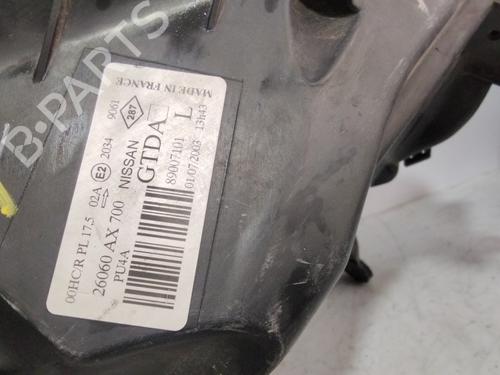 B-PARTS
00HC/R PL 17,5 02A E2 2034 9061
287
MADE IN FRANCE
26060 AX 700 NISSAN
PU4A
GTDA L
89007101
01/07/2003 13h43